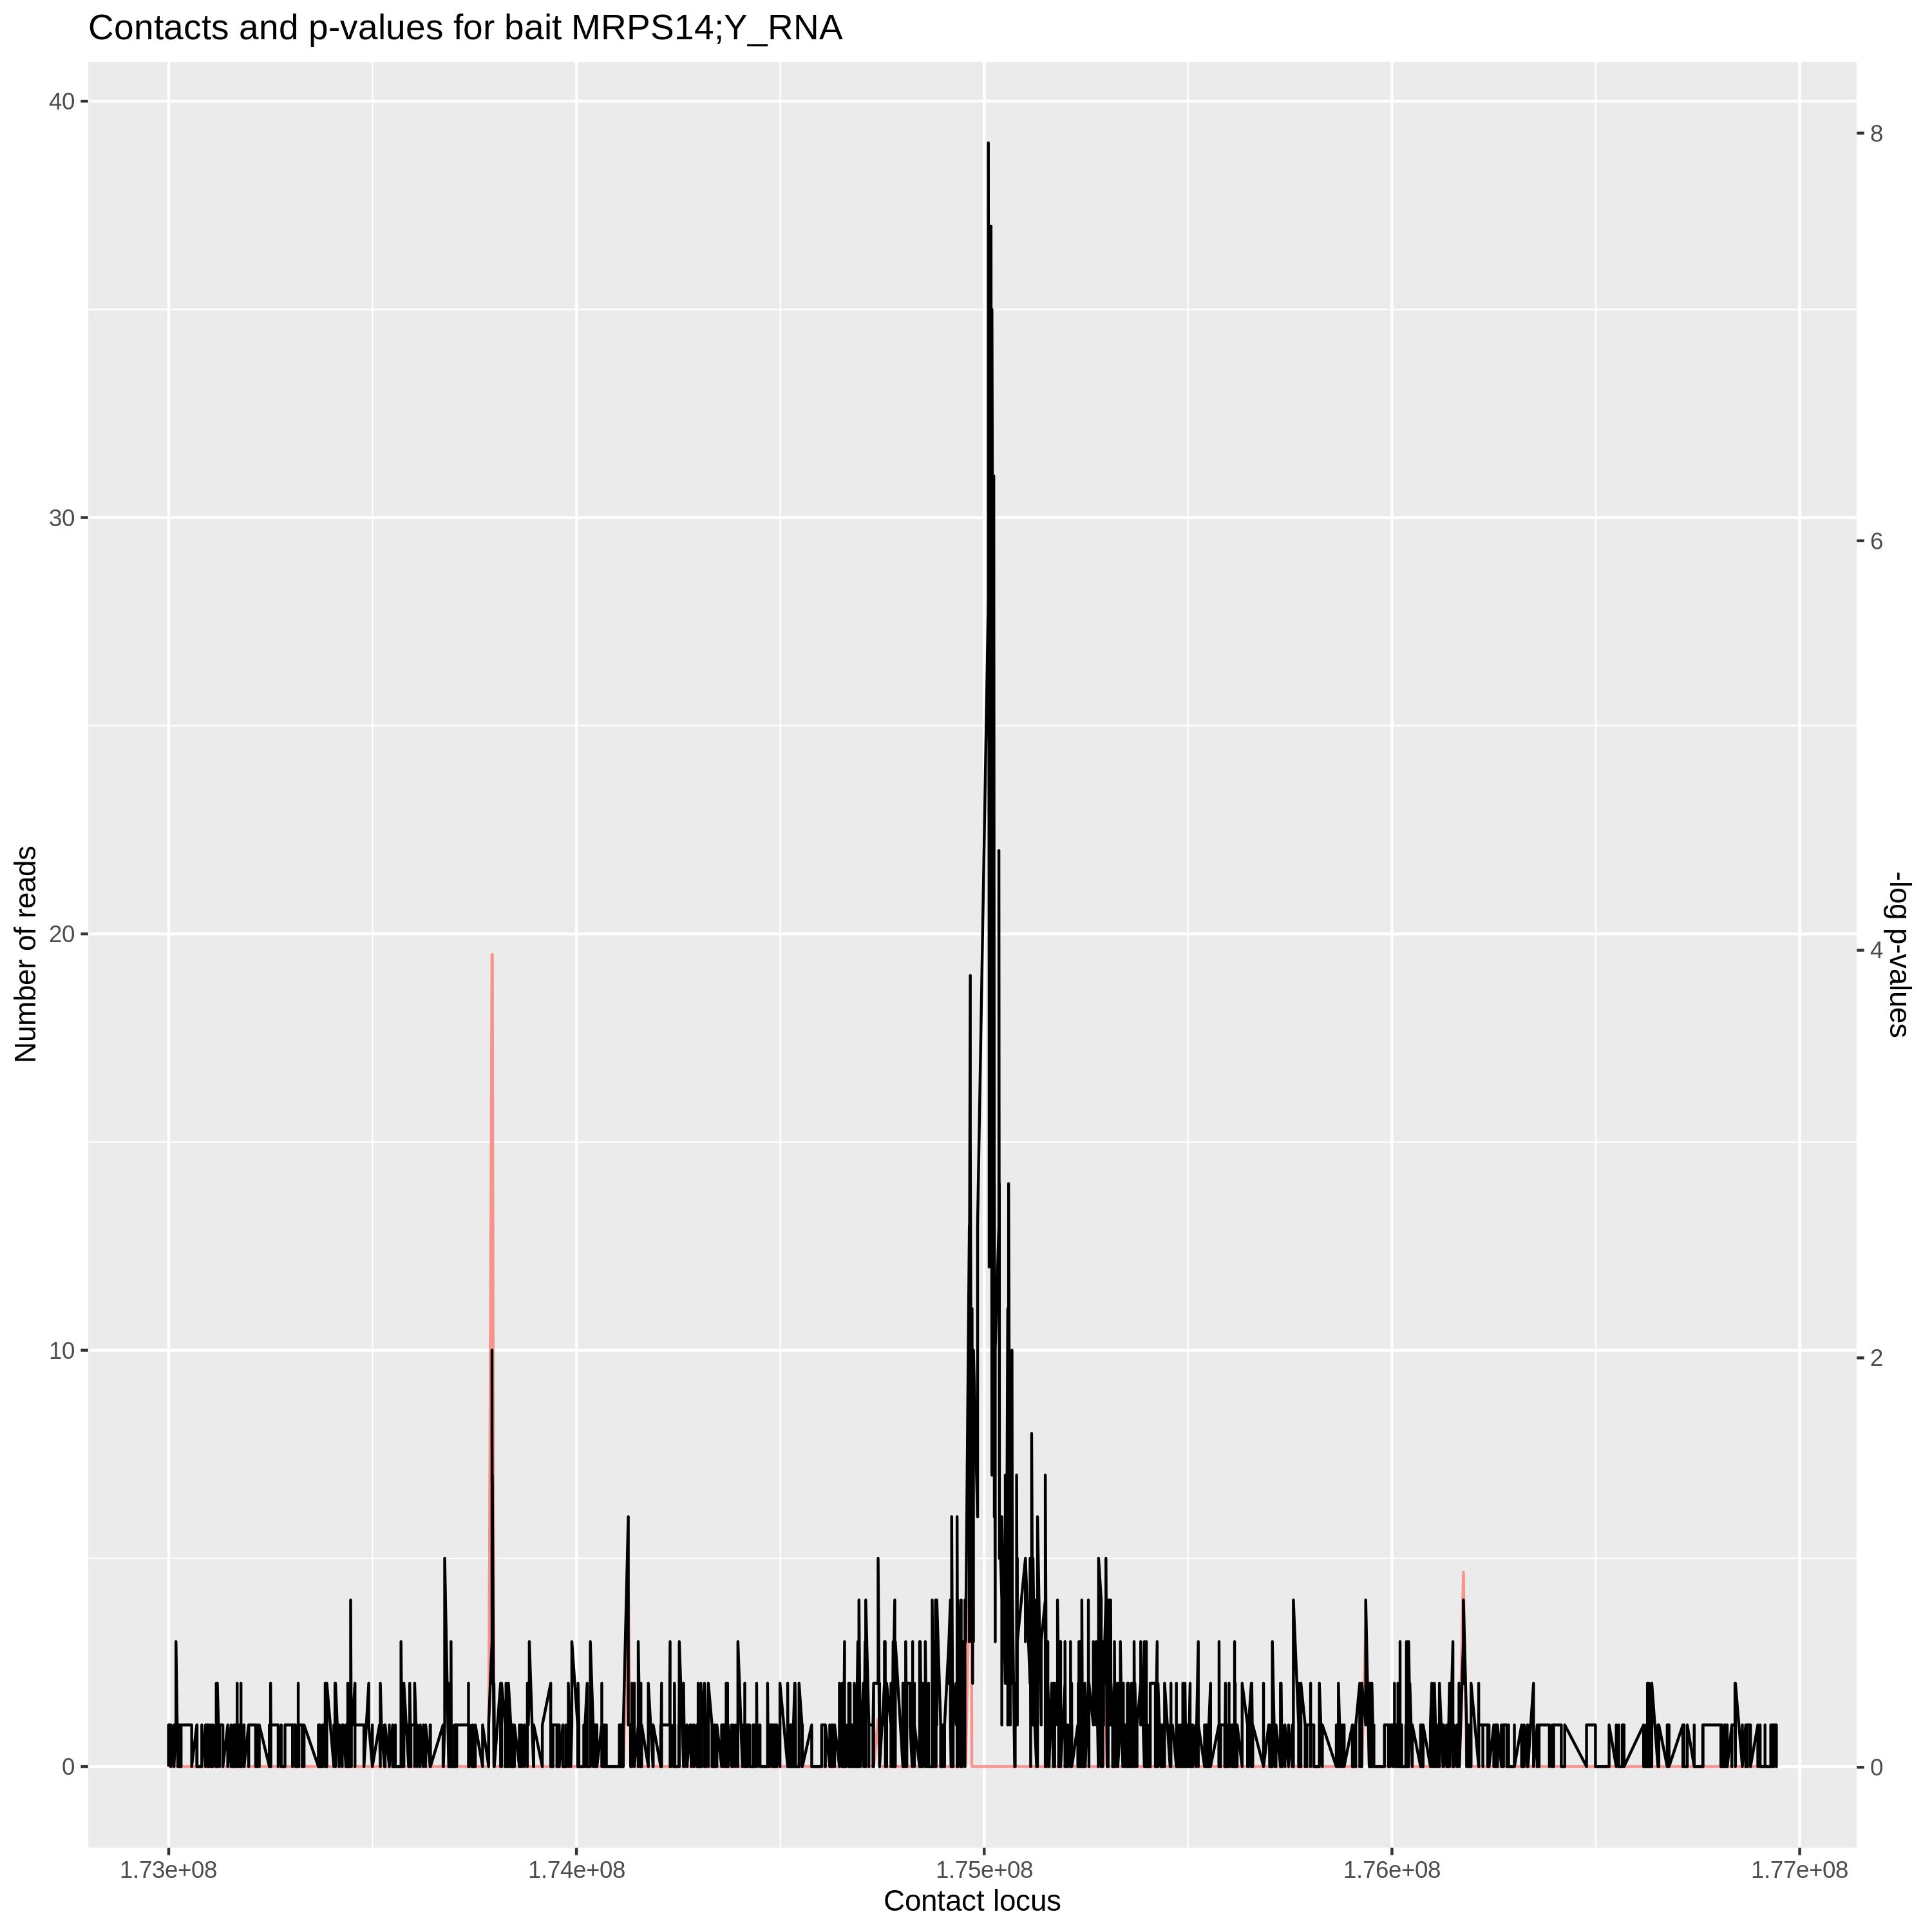 Contacts and p-values for bait MRPS14;Y_RNA
40
30
20
10
0
Number of reads
8
6
4
2
0
-log p-values
1.73e+08 1.74e+08 1.75e+08 1.76e+08 1.77e+08
Contact locus